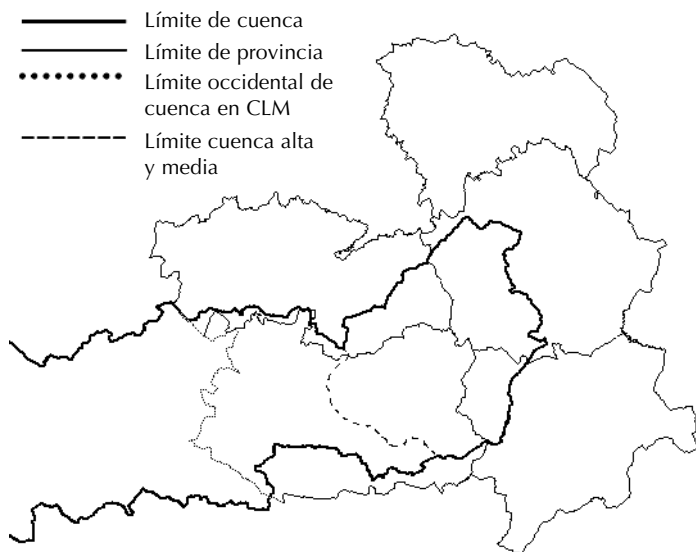 Límite de cuenca
Límite de provincia
Límite occidental de
cuenca en CLM
Límite cuenca alta
y media